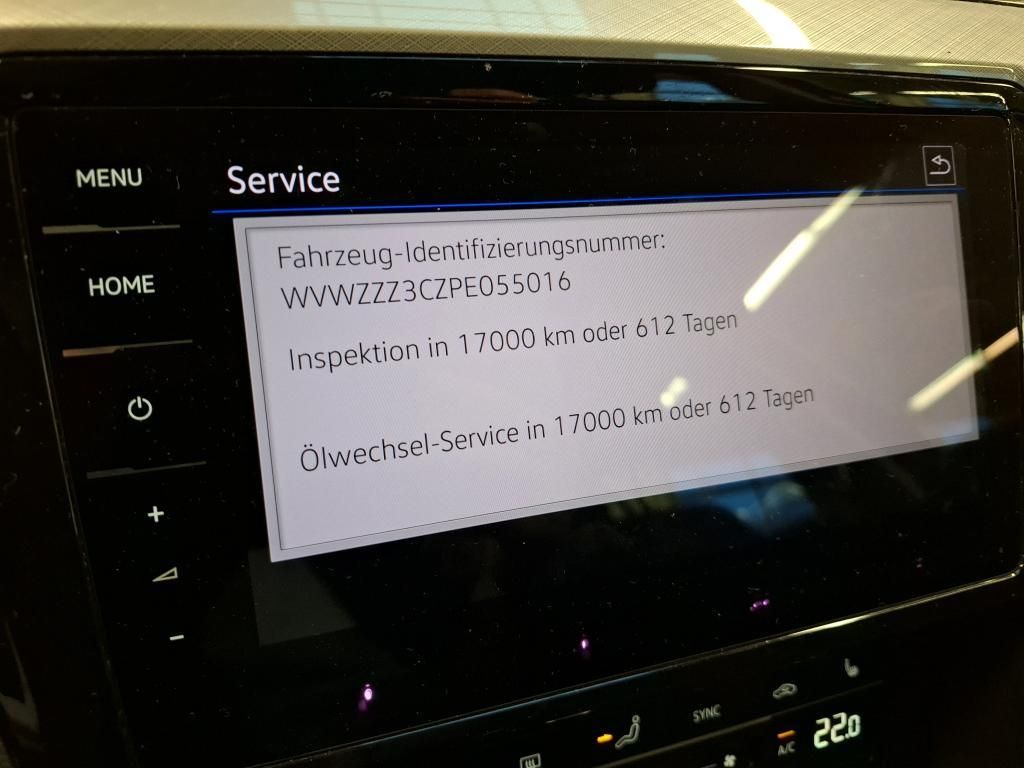 MENU
Service
HOME
Fahrzeug-Identifizierungsnummer:
WVWZZZ3CZPE055016
Inspektion in 17000 km oder 612 Tagen
Ölwechsel-Service in 17000 km oder 612 Tagen
+
-
SYNC
A/C
22.0